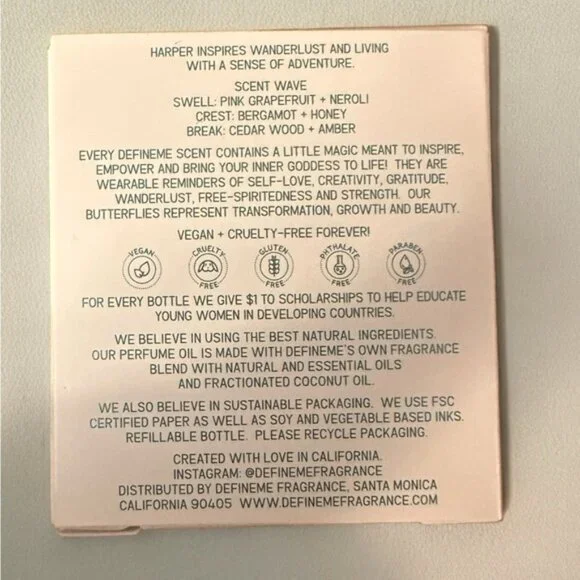 HARPER INSPIRES WANDERLUST AND LIVING
WITH A SENSE OF ADVENTURE.
SCENT WAVE
SWELL: PINK GRAPEFRUIT + NEROLI
CREST: BERGAMOT + HONEY
BREAK: CEDAR WOOD + AMBER
EVERY DEFINEME SCENT CONTAINS A LITTLE MAGIC MEANT TO INSPIRE,
EMPOWER AND BRING YOUR INNER GODDESS TO LIFE! THEY ARE
WEARABLE REMINDERS OF SELF-LOVE, CREATIVITY, GRATITUDE,
WANDERLUST, FREE-SPIRITEDNESS AND STRENGTH. OUR
BUTTERFLIES REPRESENT TRANSFORMATION, GROWTH AND BEAUTY.
VEGAN + CRUELTY-FREE FOREVER!
VEGAN
CRUELTY FREE
GLUTEN FREE
PHTHALATE FREE
PARABEN FREE
FOR EVERY BOTTLE WE GIVE $1 TO SCHOLARSHIPS TO HELP EDUCATE
YOUNG WOMEN IN DEVELOPING COUNTRIES.
WE BELIEVE IN USING THE BEST NATURAL INGREDIENTS.
OUR PERFUME OIL IS MADE WITH DEFINEME'S OWN FRAGRANCE
BLEND WITH NATURAL AND ESSENTIAL OILS
AND FRACTIONATED COCONUT OIL.
WE ALSO BELIEVE IN SUSTAINABLE PACKAGING. WE USE FSC
CERTIFIED PAPER AS WELL AS SOY AND VEGETABLE BASED INKS.
REFILLABLE BOTTLE. PLEASE RECYCLE PACKAGING.
CREATED WITH LOVE IN CALIFORNIA.
INSTAGRAM: @DEFINEMEFRAGRANCE
DISTRIBUTED BY DEFINEME FRAGRANCE, SANTA MONICA
CALIFORNIA 90405 WWW.DEFINEMEFRAGRANCE.COM